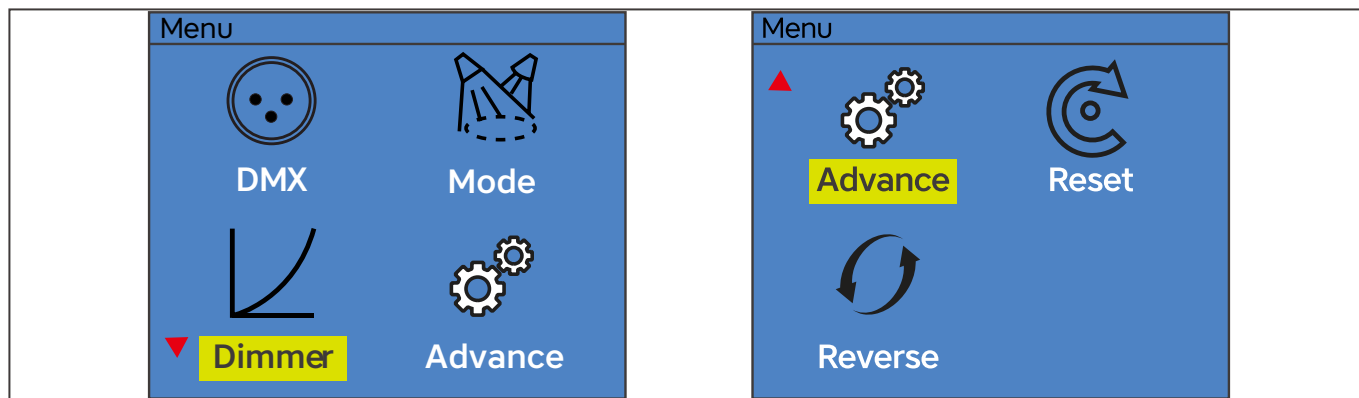 Menu
DMX
Mode
Dimmer
Advance
Menu
Advance
Reset
Reverse